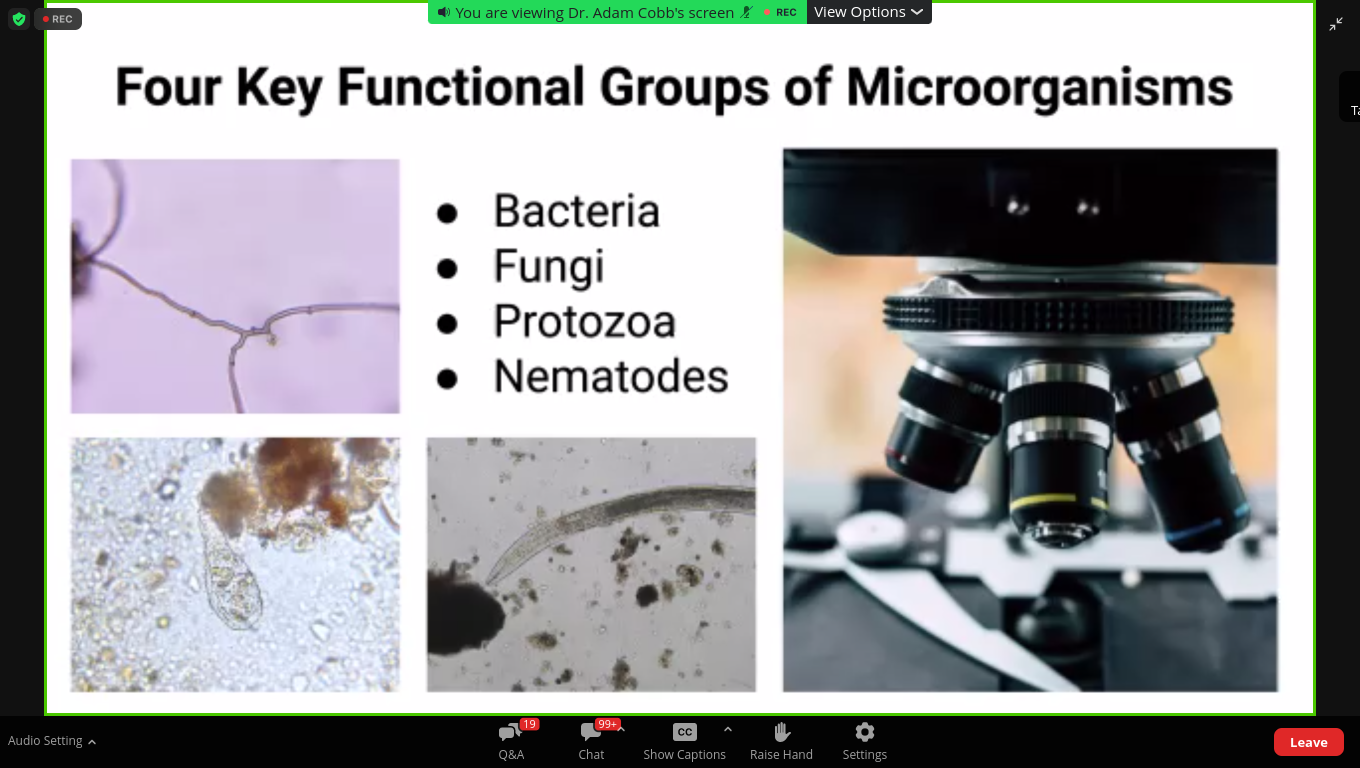 REC
You are viewing Dr. Adam Cobb's screen
REC
View Options
Four Key Functional Groups of Microorganisms
● Bacteria
● Fungi
● Protozoa
● Nematodes
Audio Setting
19
Q&A
99+
Chat
CC
Show Captions
Raise Hand
Settings
Leave